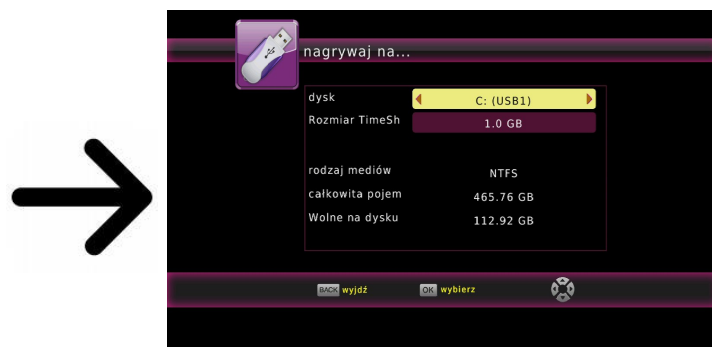 nagrywaj na...
dysk C: (USB1)
Rozmiar TimeSh 1.0 GB
rodzaj mediów NTFS
całkowita pojem 465.76 GB
Wolne na dysku 112.92 GB
BACK wyjdź OK wybierz